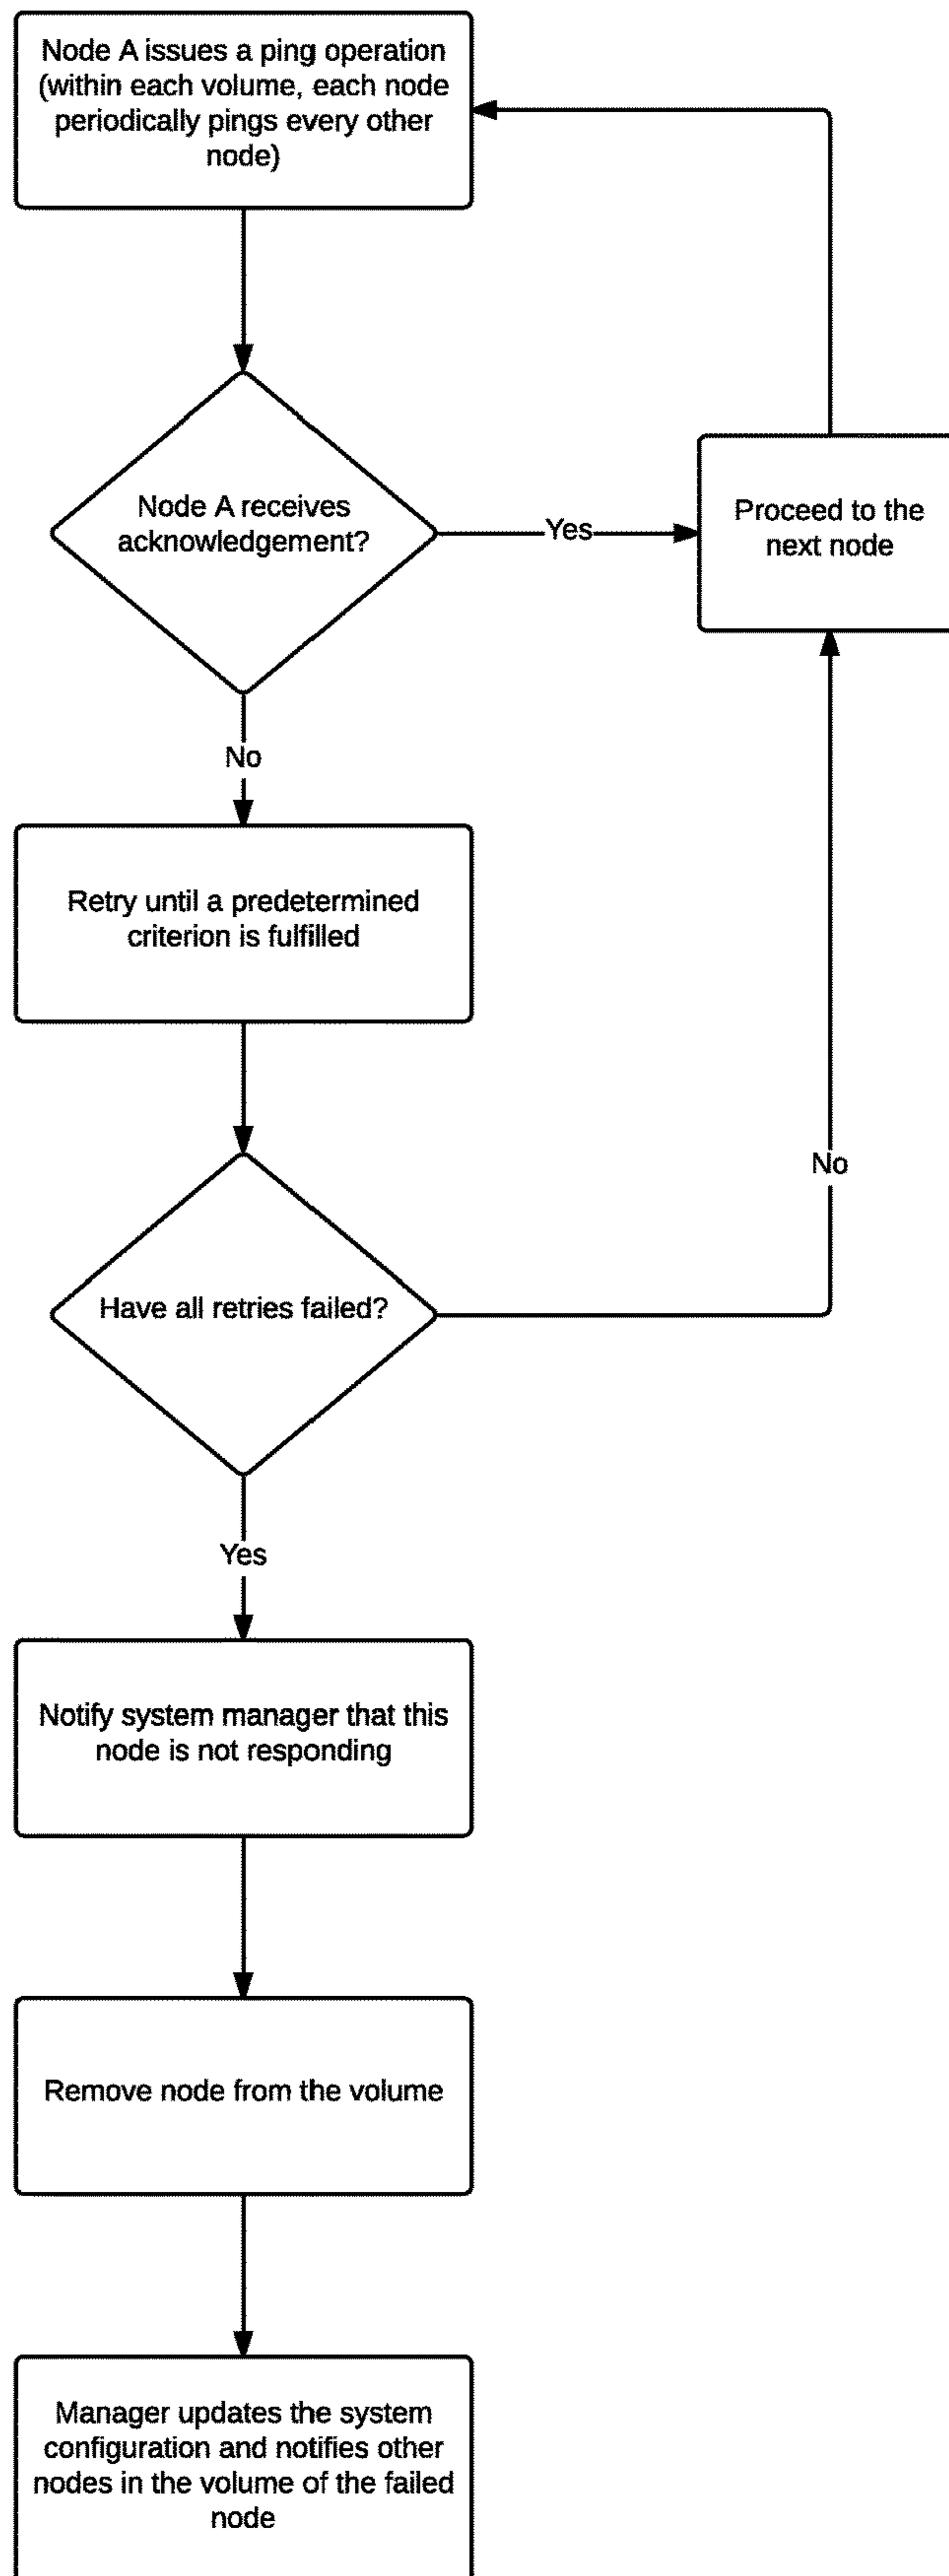 Node A issues a ping operation
(within each volume, each node
periodically pings every other
node)
Node A receives
acknowledgement?
Yes
Proceed to the
next node
No
Retry until a predetermined
criterion is fulfilled
Have all retries failed?
No
Yes
Notify system manager that this
node is not responding
Remove node from the volume
Manager updates the system
configuration and notifies other
nodes in the volume of the failed
node